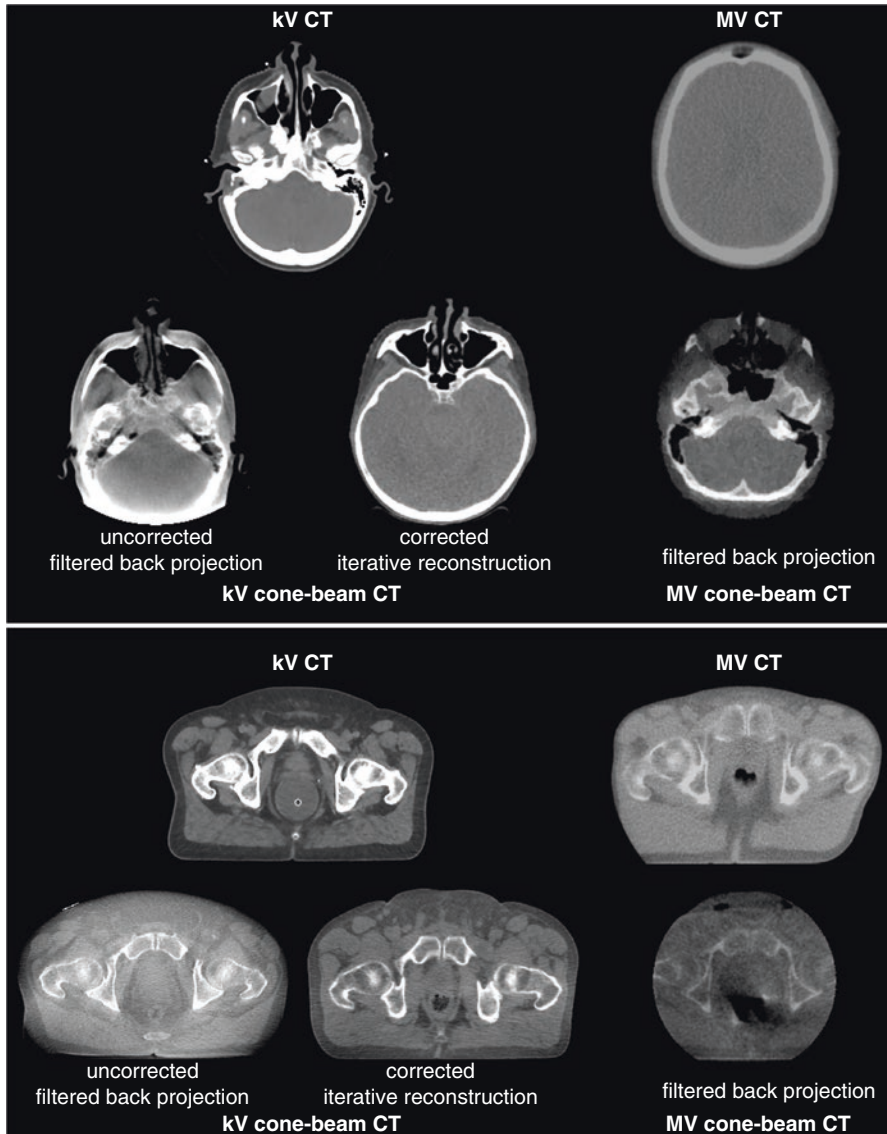 kV CT
MV CT
uncorrected
filtered back projection
corrected
iterative reconstruction
filtered back projection
kV cone-beam CT
MV cone-beam CT
kV CT
MV CT
uncorrected
filtered back projection
corrected
iterative reconstruction
filtered back projection
kV cone-beam CT
MV cone-beam CT